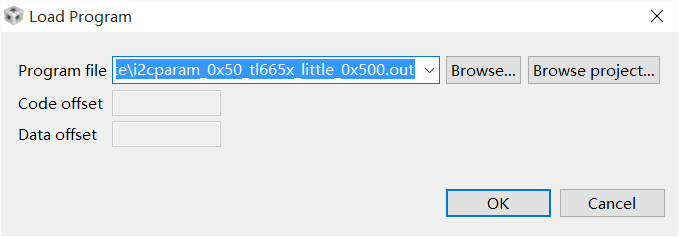 Load Program
Program file :e\i2cparam_0x50_tl665x_little_0x500.out Browse... Browse project...
Code offset
Data offset
OK Cancel